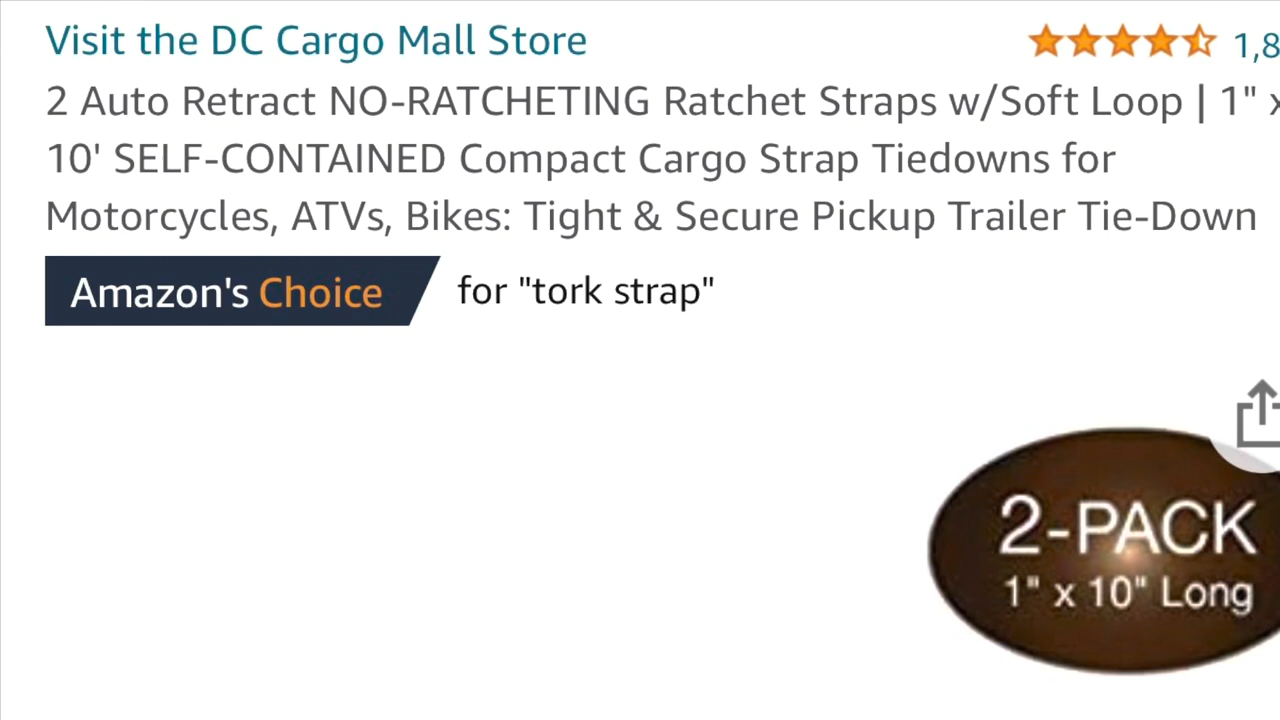 Visit the DC Cargo Mall Store
1,8
2 Auto Retract NO-RATCHETING Ratchet Straps w/Soft Loop | 1" x
10' SELF-CONTAINED Compact Cargo Strap Tiedowns for
Motorcycles, ATVs, Bikes: Tight & Secure Pickup Trailer Tie-Down
Amazon's Choice for "tork strap"
2-PACK
1" x 10" Long